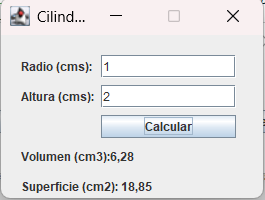 Cilind...
Radio (cms): 1
Altura (cms): 2
Calcular
Volumen (cm3):6,28
Superficie (cm2): 18,85